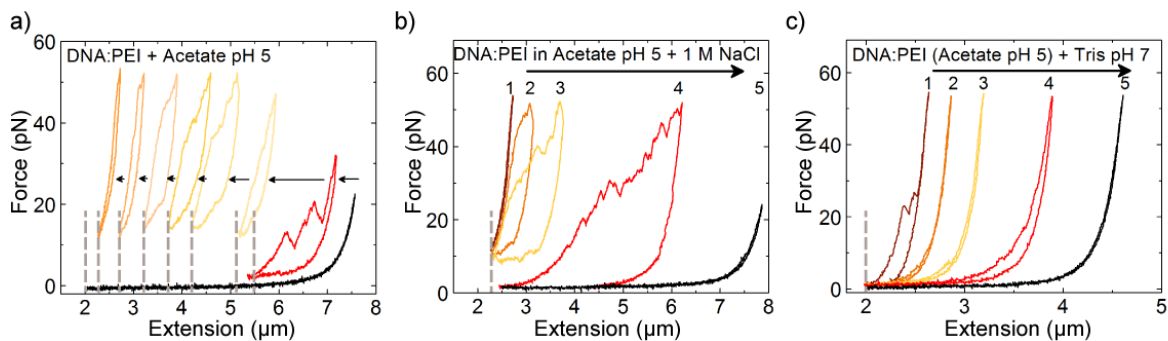 a)
DNA:PEI + Acetate pH 5
60
40
20
0
Force (pN)
2 3 4 5 6 7 8
Extension (μm)
b)
DNA:PEI in Acetate pH 5 + 1 M NaCl
1 2 3 4 5
60
40
20
0
Force (pN)
2 3 4 5 6 7 8
Extension (μm)
c)
DNA:PEI (Acetate pH 5) + Tris pH 7
1 2 3 4 5
60
40
20
0
Force (pN)
2 3 4 5
Extension (μm)